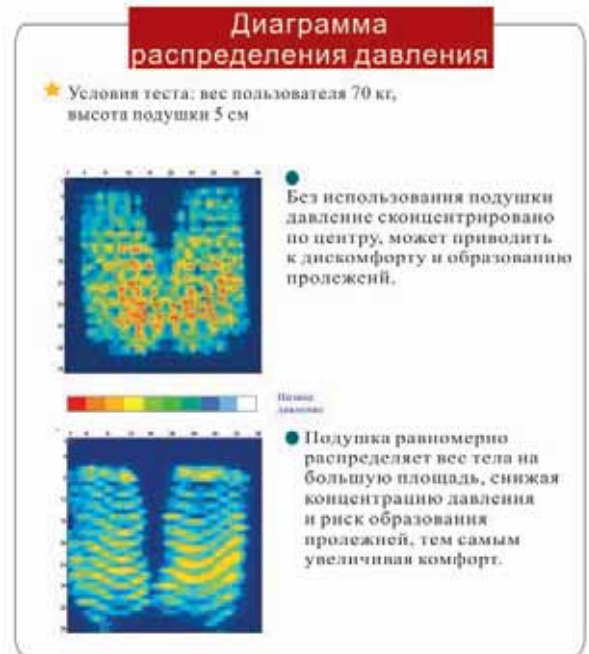 Диаграмма
распределения давления
Условия теста: вес пользователя 70 кг,
высота подушки 5 см
Без использования подушки
давление сконцентрировано
по центру, может приводить
к дискомфорту и образованию
пролежений.
Подушка равномерно
распределяет вес тела на
большую площадь, снижая
концентрацию давления
и риск образования
пролежней, тем самым
увеличивая комфорт.